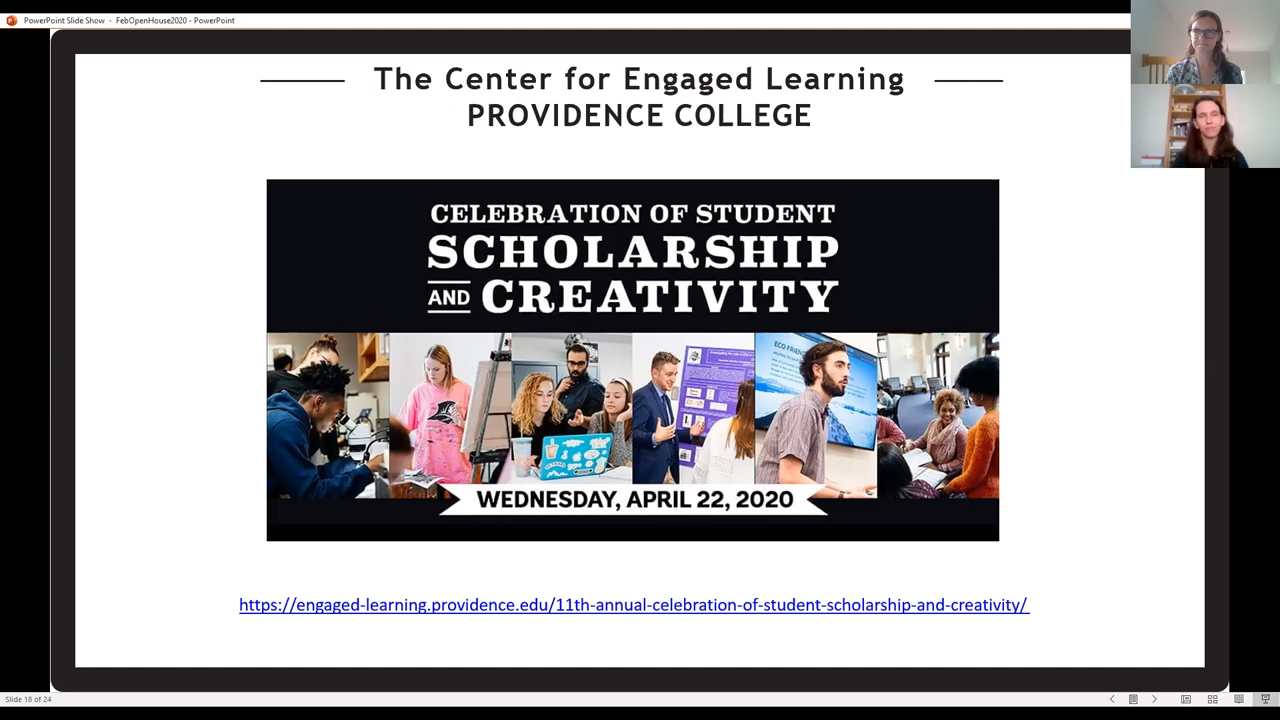 PowerPoint Slide Show - FebOpenHouse2020 - PowerPoint
The Center for Engaged Learning
PROVIDENCE COLLEGE
CELEBRATION OF STUDENT
SCHOLARSHIP
AND CREATIVITY
ECO FRIEN
WEDNESDAY, APRIL 22, 2020
https://engaged-learning.providence.edu/11th-annual-celebration-of-student-scholarship-and-creativity/
Slide 18 of 24